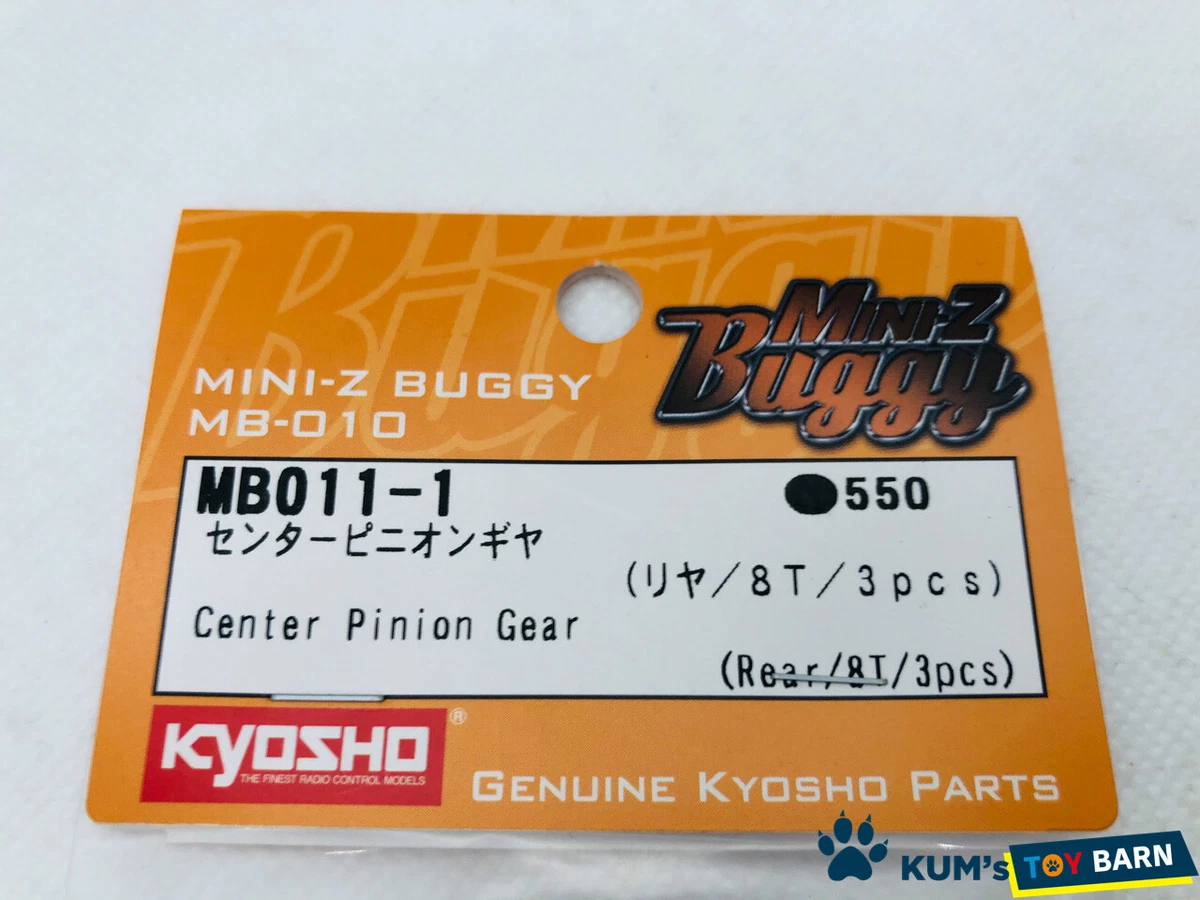 MINI-Z
Buggy
MINI-Z BUGGY
MB-010
MB011-1 ●550
センターピニオンギヤ
(リヤ/8T/3pcs)
Center Pinion Gear
(Rear/8T/3pcs)
KYOSHO®
THE FINEST RADIO CONTROL MODELS
GENUINE KYOSHO PARTS
KUM's TOY BARN